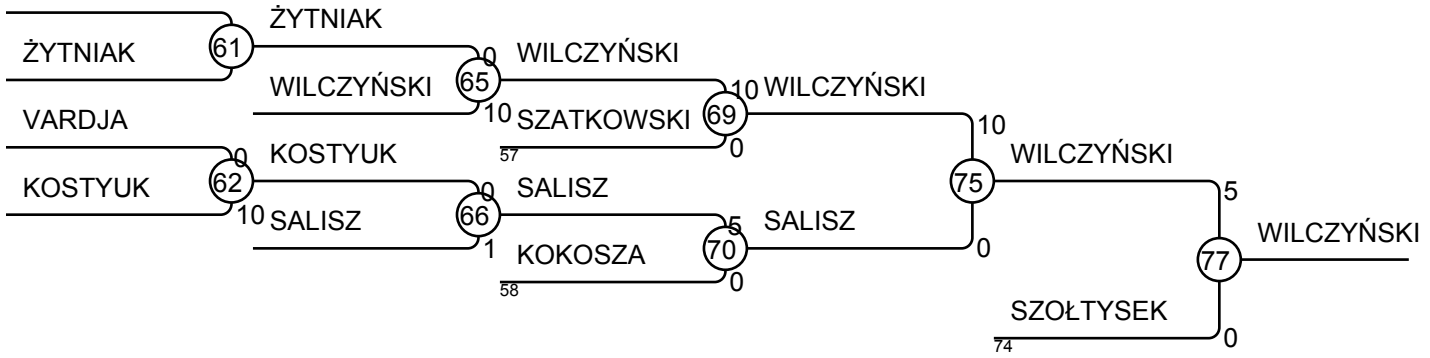 ŻYTNIAK
ŻYTNIAK
61
0
WILCZYŃSKI
WILCZYŃSKI
65
10
WILCZYŃSKI
VARDJA
10
SZATKOWSKI
69
10
57
0
0
KOSTYUK
WILCZYŃSKI
KOSTYUK
62
0
SALISZ
75
5
10
SALISZ
66
5
SALISZ
1
KOKOSZA
70
0
WILCZYŃSKI
58
0
77
SZOŁTYSEK
74
0